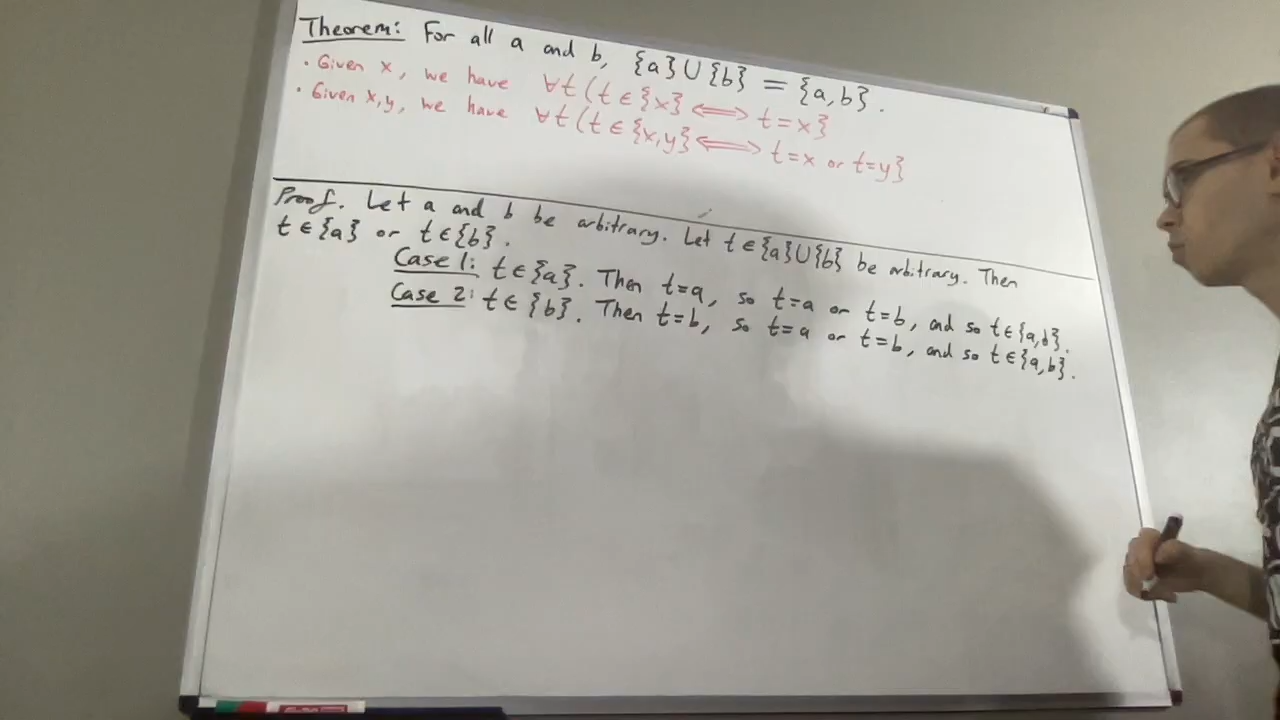 Theorem: For all a and b, {a}∪{b} = {a,b}.
• Given x, we have ∀t(t∈{x} ⟺ t=x}
• Given x,y, we have ∀t(t∈{x,y} ⟺ t=x or t=y}
Proof. Let a and b be arbitrary. Let t∈{a}∪{b} be arbitrary. Then
t∈{a} or t∈{b}.
Case 1: t∈{a}. Then t=a, so t=a or t=b, and so t∈{a,b}.
Case 2: t∈{b}. Then t=b, so t=a or t=b, and so t∈{a,b}.